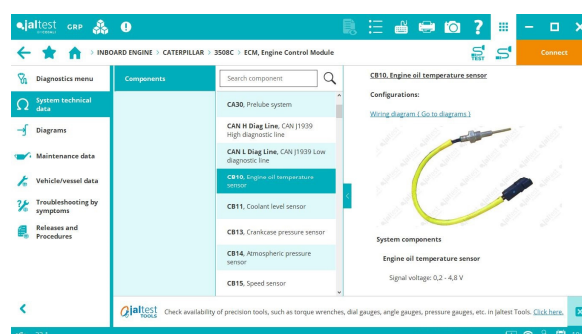 jaltest GRP
?
INBOARD ENGINE > CATERPILLAR > 3508C > ECM, Engine Control Module
TEST
Connect
Diagnostics menu
System technical
data
Diagrams
Maintenance data
Vehicle/vessel data
Troubleshooting by
symptoms
Releases and
Procedures
Components
Search component
CA30, Prelube system
CAN H Diag Line, CAN J1939
High diagnostic line
CAN L Diag Line, CAN J1939 Low
diagnostic line
CB10, Engine oil temperature
sensor
CB11, Coolant level sensor
CB13, Crankcase pressure sensor
CB14, Atmospheric pressure
sensor
CB15, Speed sensor
CB10, Engine oil temperature sensor
Configurations:
Wiring diagram ( Go to diagrams )
System components
Engine oil temperature sensor
Signal voltage: 0,2 - 4,8 V
jaltest
TOOLS
Check availability of precision tools, such as torque wrenches, dial gauges, angle gauges, pressure gauges, etc. in Jaltest Tools. Click here.